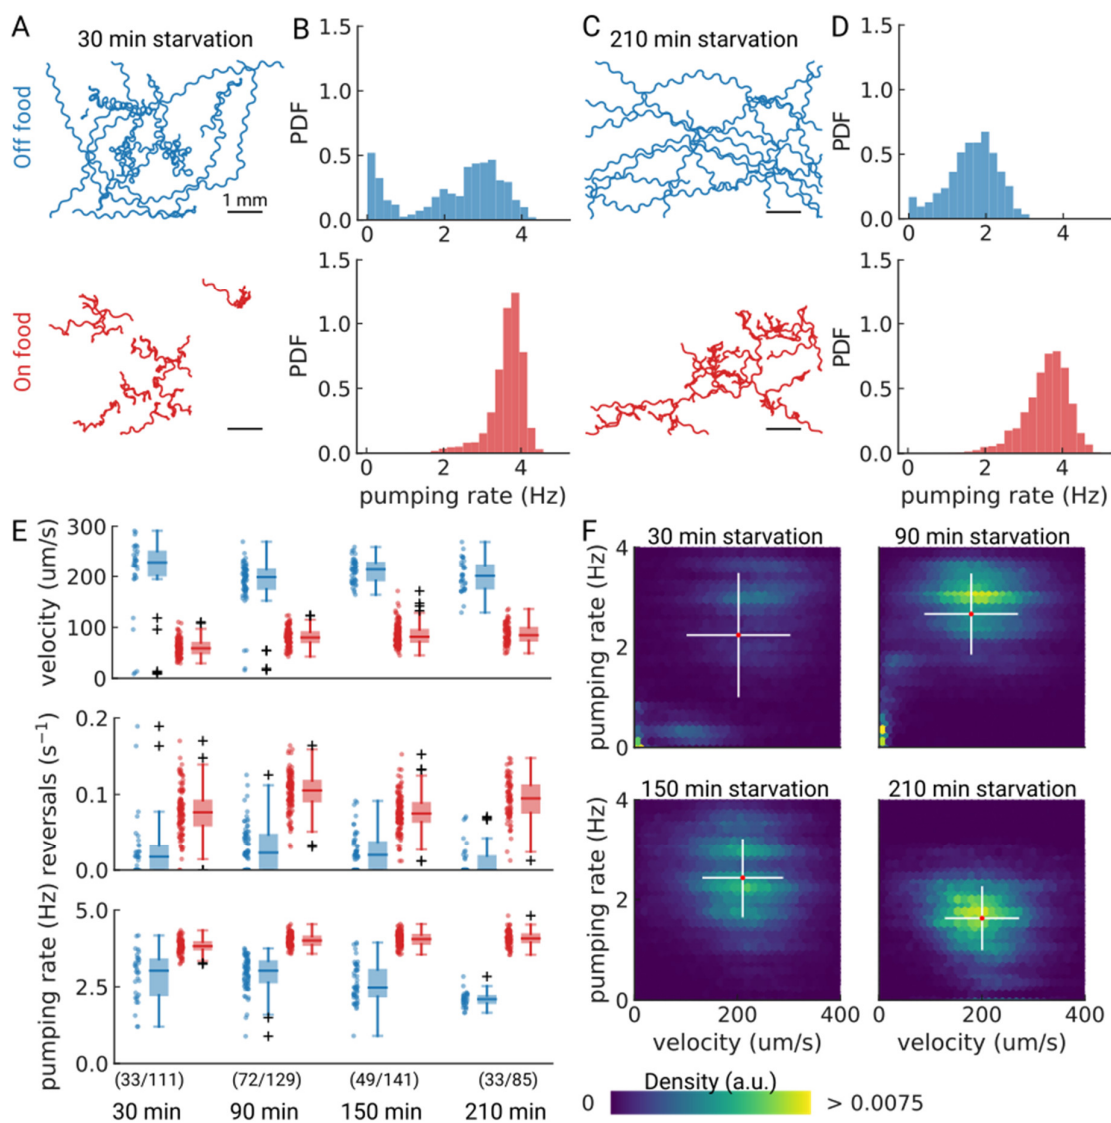 A
30 min starvation
B
C
210 min starvation
D
Off food
1 mm
PDF
1.5
1.0
0.5
0.0
0
2
4
PDF
1.5
1.0
0.5
0.0
0
2
4
On food
PDF
1.5
1.0
0.5
0.0
0
2
4
pumping rate (Hz)
PDF
1.5
1.0
0.5
0.0
0
2
4
pumping rate (Hz)
E
velocity (um/s)
300
200
100
0
reversals (s⁻¹)
0.2
0.1
0.0
pumping rate (Hz)
5.0
2.5
0.0
(33/111)
(72/129)
(49/141)
(33/85)
30 min
90 min
150 min
210 min
F
30 min starvation
90 min starvation
pumping rate (Hz)
4
2
0
0
150 min starvation
210 min starvation
pumping rate (Hz)
4
2
0
0
200
400
velocity (um/s)
0
200
400
velocity (um/s)
Density (a.u.)
0
> 0.0075